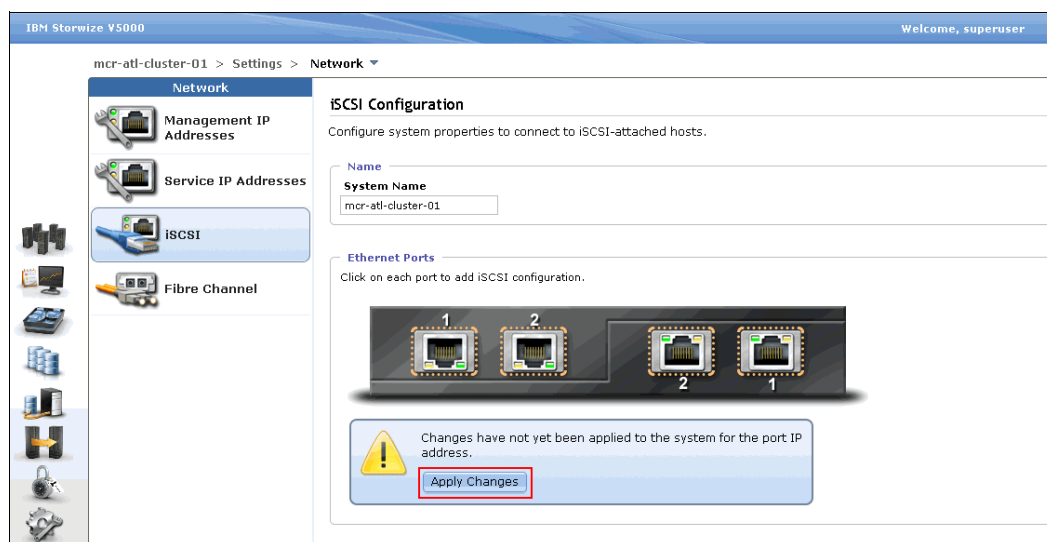 IBM Storwize V5000
Welcome, superuser
mcr-atl-cluster-01 > Settings > Network
Network
Management IP
Addresses
Service IP Addresses
iSCSI
Fibre Channel
iSCSI Configuration
Configure system properties to connect to iSCSI-attached hosts.
Name
System Name
mcr-atl-cluster-01
Ethernet Ports
Click on each port to add iSCSI configuration.
1 2
2 1
Changes have not yet been applied to the system for the port IP
address.
Apply Changes